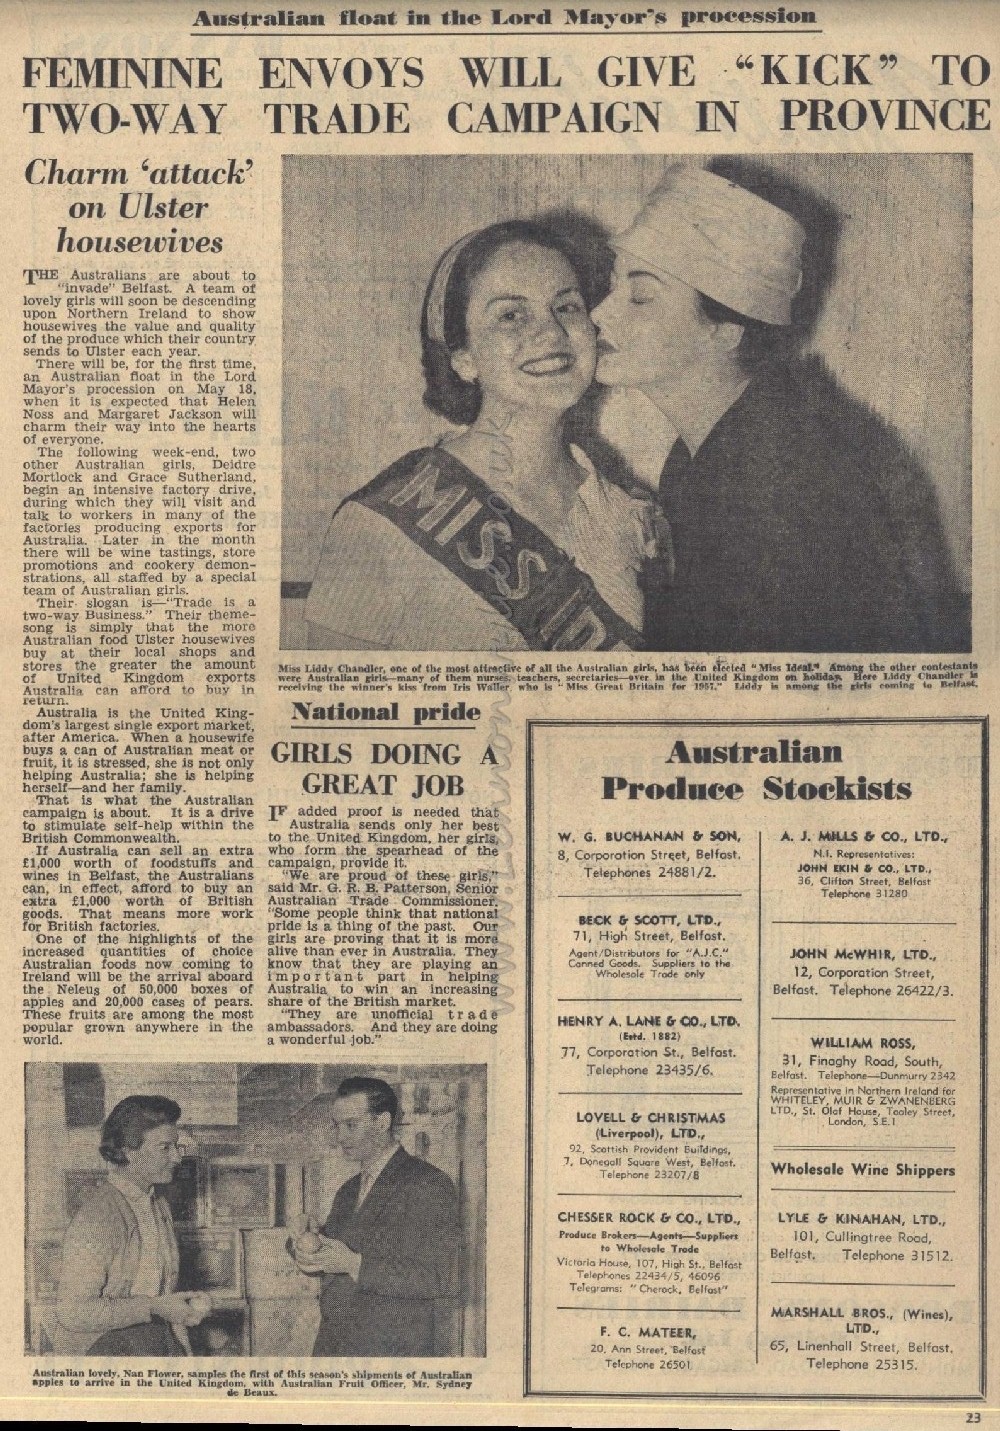 Australian float in the Lord Mayor's procession
FEMININE ENVOYS WILL GIVE "KICK" TO
TWO-WAY TRADE CAMPAIGN IN PROVINCE
Charm 'attack'
on Ulster
housewives
THE Australians are about to
"invade" Belfast. A team of
lovely girls will soon be descending
upon Northern Ireland to show
housewives the value and quality
of the produce which their country
sends to Ulster each year.
There will be, for the first time,
an Australian float in the Lord
Mayor's procession on May 18,
when it is expected that Helen
Noss and Margaret Jackson will
charm their way into the hearts
of everyone.
The following week-end, two
other Australian girls, Deidre
Mortlock and Grace Sutherland,
begin an intensive factory drive,
during which they will visit and
talk to workers in many of the
factories producing exports for
Australia. Later in the month
there will be wine tastings, store
promotions and cookery demon-
strations, all staffed by a special
team of Australian girls.
Their slogan is—"Trade is a
two-way Business." Their theme-
song is simply that the more
Australian food Ulster housewives
buy at their local shops and
stores the greater the amount
of United Kingdom exports
Australia can afford to buy in
return.
Australia is the United King-
dom's largest single export market,
after America. When a housewife
buys a can of Australian meat or
fruit, it is stressed, she is not only
helping Australia; she is helping
herself—and her family.
That is what the Australian
campaign is about. It is a drive
to stimulate self-help within the
British Commonwealth.
If Australia can sell an extra
£1,000 worth of foodstuffs and
wines in Belfast, the Australians
can, in effect, afford to buy an
extra £1,000 worth of British
goods. That means more work
for British factories.
One of the highlights of the
increased quantities of choice
Australian foods now coming to
Ireland will be the arrival aboard
the Neleus of 50,000 boxes of
apples and 20,000 cases of pears.
These fruits are among the most
popular grown anywhere in the
world.
MISS ID
Miss Liddy Chandler, one of the most attractive of all the Australian girls, has been elected "Miss Ideal." Among the other contestants
were Australian girls—many of them nurses, teachers, secretaries—over in the United Kingdom on holiday. Here Liddy Chandler is
receiving the winner's kiss from Iris Waller, who is "Miss Great Britain for 1957." Liddy is among the girls coming to Belfast.
National pride
GIRLS DOING A
GREAT JOB
IF added proof is needed that
Australia sends only her best
to the United Kingdom, her girls,
who form the spearhead of the
campaign, provide it.
"We are proud of these girls,"
said Mr. G. R. B. Patterson, Senior
Australian Trade Commissioner.
"Some people think that national
pride is a thing of the past. Our
girls are proving that it is more
alive than ever in Australia. They
know that they are playing an
important part in helping
Australia to win an increasing
share of the British market.
"They are unofficial trade
ambassadors. And they are doing
a wonderful job."
Australian lovely, Nan Flower, samples the first of this season's shipments of Australian
apples to arrive in the United Kingdom, with Australian Fruit Officer, Mr. Sydney
de Beaux.
Australian
Produce Stockists
W. G. BUCHANAN & SON,
8, Corporation Street, Belfast.
Telephones 24881/2.
BECK & SCOTT, LTD.,
71, High Street, Belfast.
Agent/Distributors for "A.J.C."
Canned Goods. Suppliers to the
Wholesale Trade only
HENRY A. LANE & CO., LTD.
(Estd. 1882)
77, Corporation St., Belfast.
Telephone 23435/6.
LOVELL & CHRISTMAS
(Liverpool), LTD.,
92, Scottish Provident Buildings,
7, Donegall Square West, Belfast.
Telephone 23207/8
CHESSER ROCK & CO., LTD.,
Produce Brokers—Agents—Suppliers
to Wholesale Trade
Victoria House, 107, High St., Belfast
Telephones 22434/5, 46096
Telegrams: "Cherock, Belfast"
F. C. MATEER,
20, Ann Street, Belfast
Telephone 26501
A. J. MILLS & CO., LTD.,
N.I. Representatives:
JOHN EKIN & CO., LTD.,
36, Clifton Street, Belfast
Telephone 31280
JOHN McWHIR, LTD.,
12, Corporation Street,
Belfast. Telephone 26422/3.
WILLIAM ROSS,
31, Finaghy Road, South,
Belfast. Telephone—Dunmurry 2342
Representative in Northern Ireland for
WHITELEY, MUIR & ZWANENBERG
LTD., St. Olaf House, Tooley Street,
London, S.E.1
Wholesale Wine Shippers
LYLE & KINAHAN, LTD.,
101, Cullingtree Road,
Belfast. Telephone 31512.
MARSHALL BROS., (Wines),
LTD.,
65, Linenhall Street, Belfast.
Telephone 25315.
23